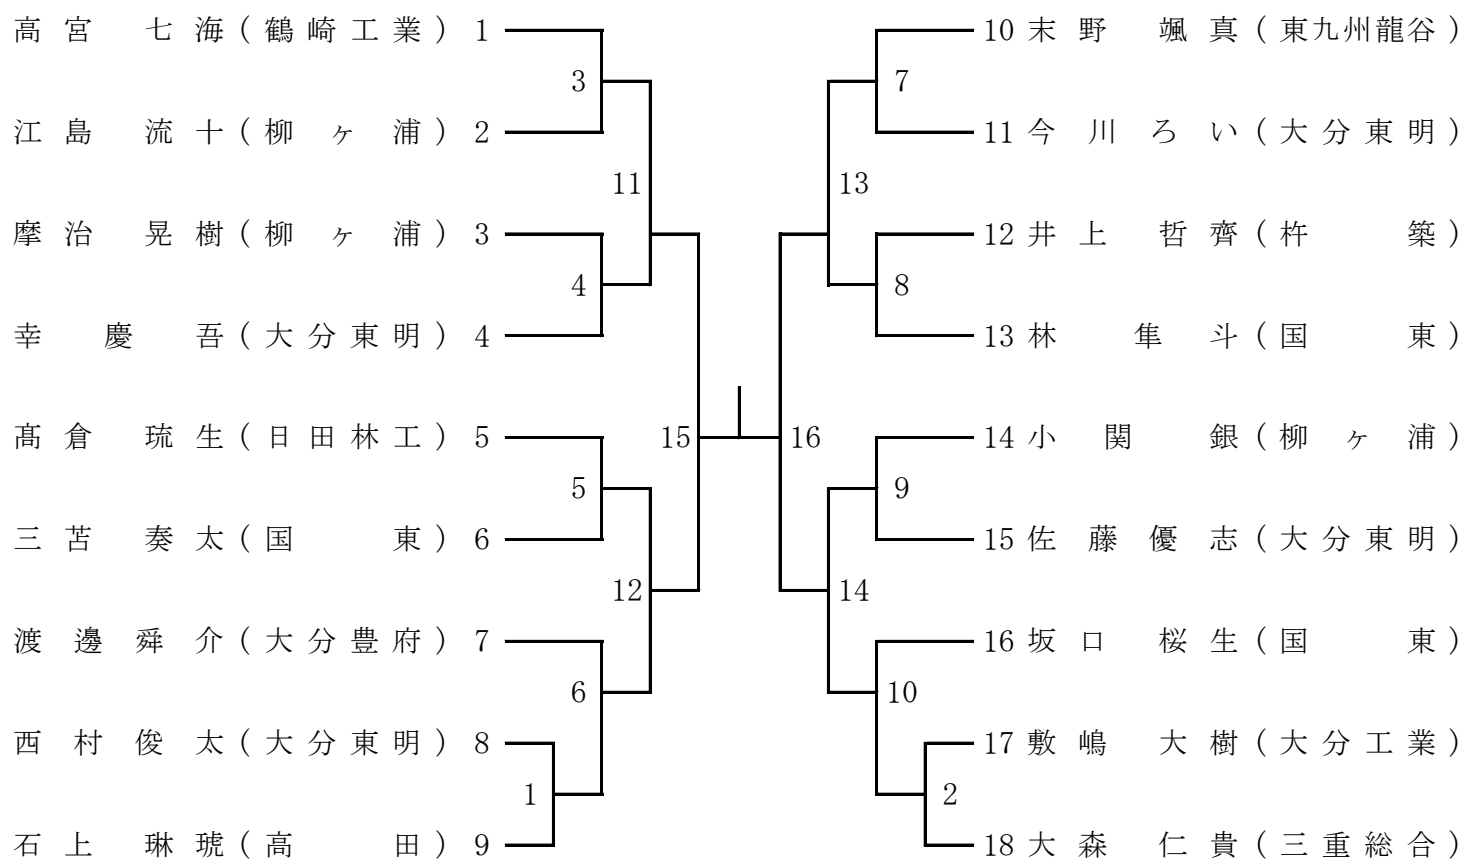 高宮 七海(鶴崎工業) 1
3
江島 流十(柳ヶ浦) 2
11
摩治 晃樹(柳ヶ浦) 3
4
幸 慶 吾(大分東明) 4
15
髙倉 琉生(日田林工) 5
5
三苫 奏太(国 東) 6
12
渡邊舜 介(大分豊府) 7
6
西村俊 太(大分東明) 8
1
石上 琳琥(高 田) 9
10 末野 颯真(東九州龍谷)
7
11 今川ろ い(大分東明)
13
12 井上 哲齊(杵 築)
8
13 林 隼 斗(国 東)
16
14 小 関 銀(柳ヶ浦)
9
15 佐藤優志(大分東明)
14
16 坂口 桜生(国 東)
10
17 敷嶋 大樹(大分工業)
2
18 大森 仁貴(三重総合)